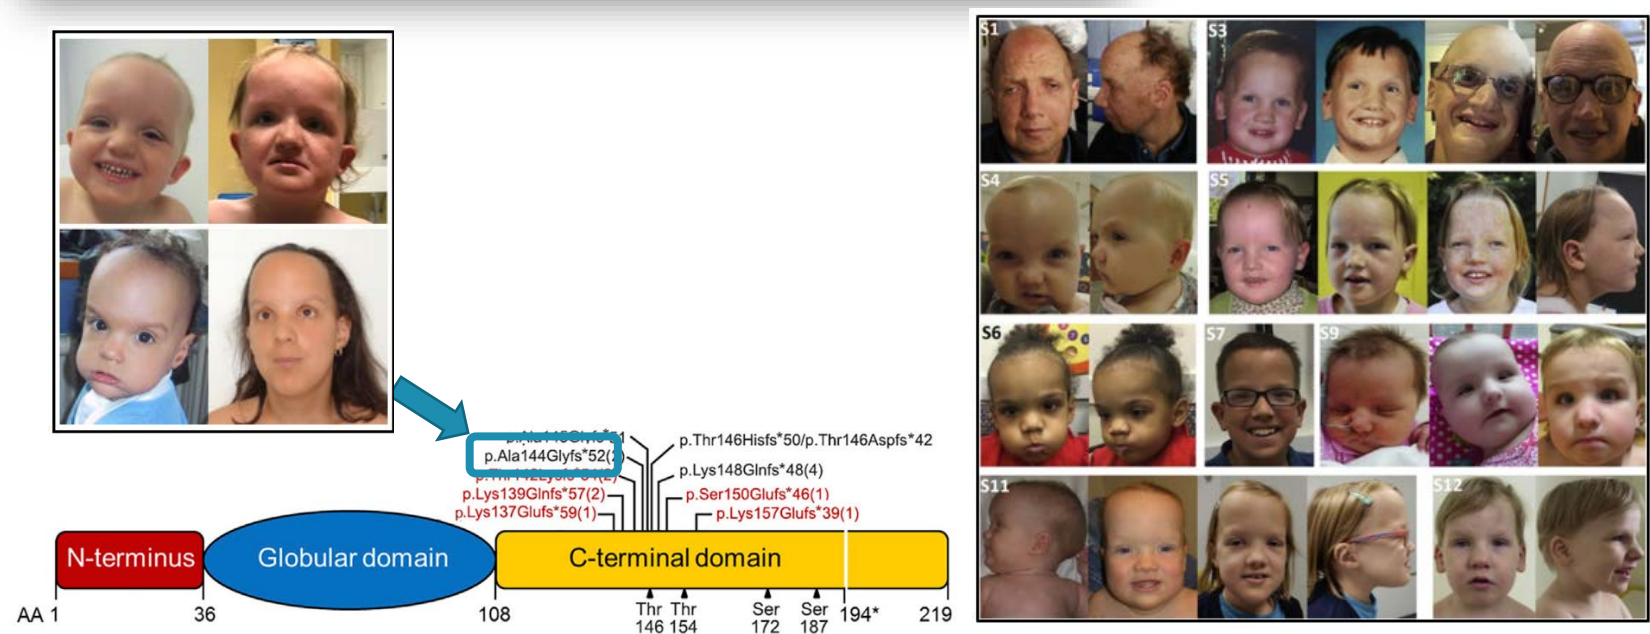 S1
S3
S4
S5
S6
S7
S9
S11
S12
p.Ala144Glyfs*52(2)
p.Lys139Glnfs*57(2)
p.Lys137Glufs*59(1)
p.Thr146Hisfs*50/p.Thr146Aspfs*42
p.Lys148Glnfs*48(4)
p.Ser150Glufs*46(1)
p.Lys157Glufs*39(1)
N-terminus
Globular domain
C-terminal domain
AA 1
36
108
Thr 146
Thr 154
Ser 172
Ser 187
194*
219